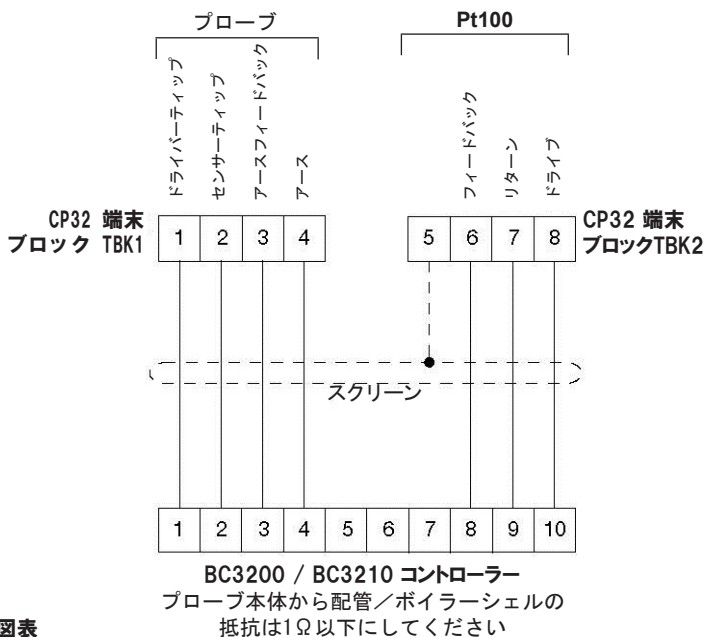 プローブ
Pt100
ドライバーティップ
センサーティップ
アースフィードバック
アース
フィードバック
リターン
ドライブ
CP32 端末
ブロック TBK1
1 2 3 4
5 6 7 8
CP32 端末
ブロックTBK2
スクリーン
1 2 3 4 5 6 7 8 9 10
BC3200 / BC3210 コントローラー
プローブ本体から配管／ボイラーシェルの
抵抗は1Ω以下にしてください
図表